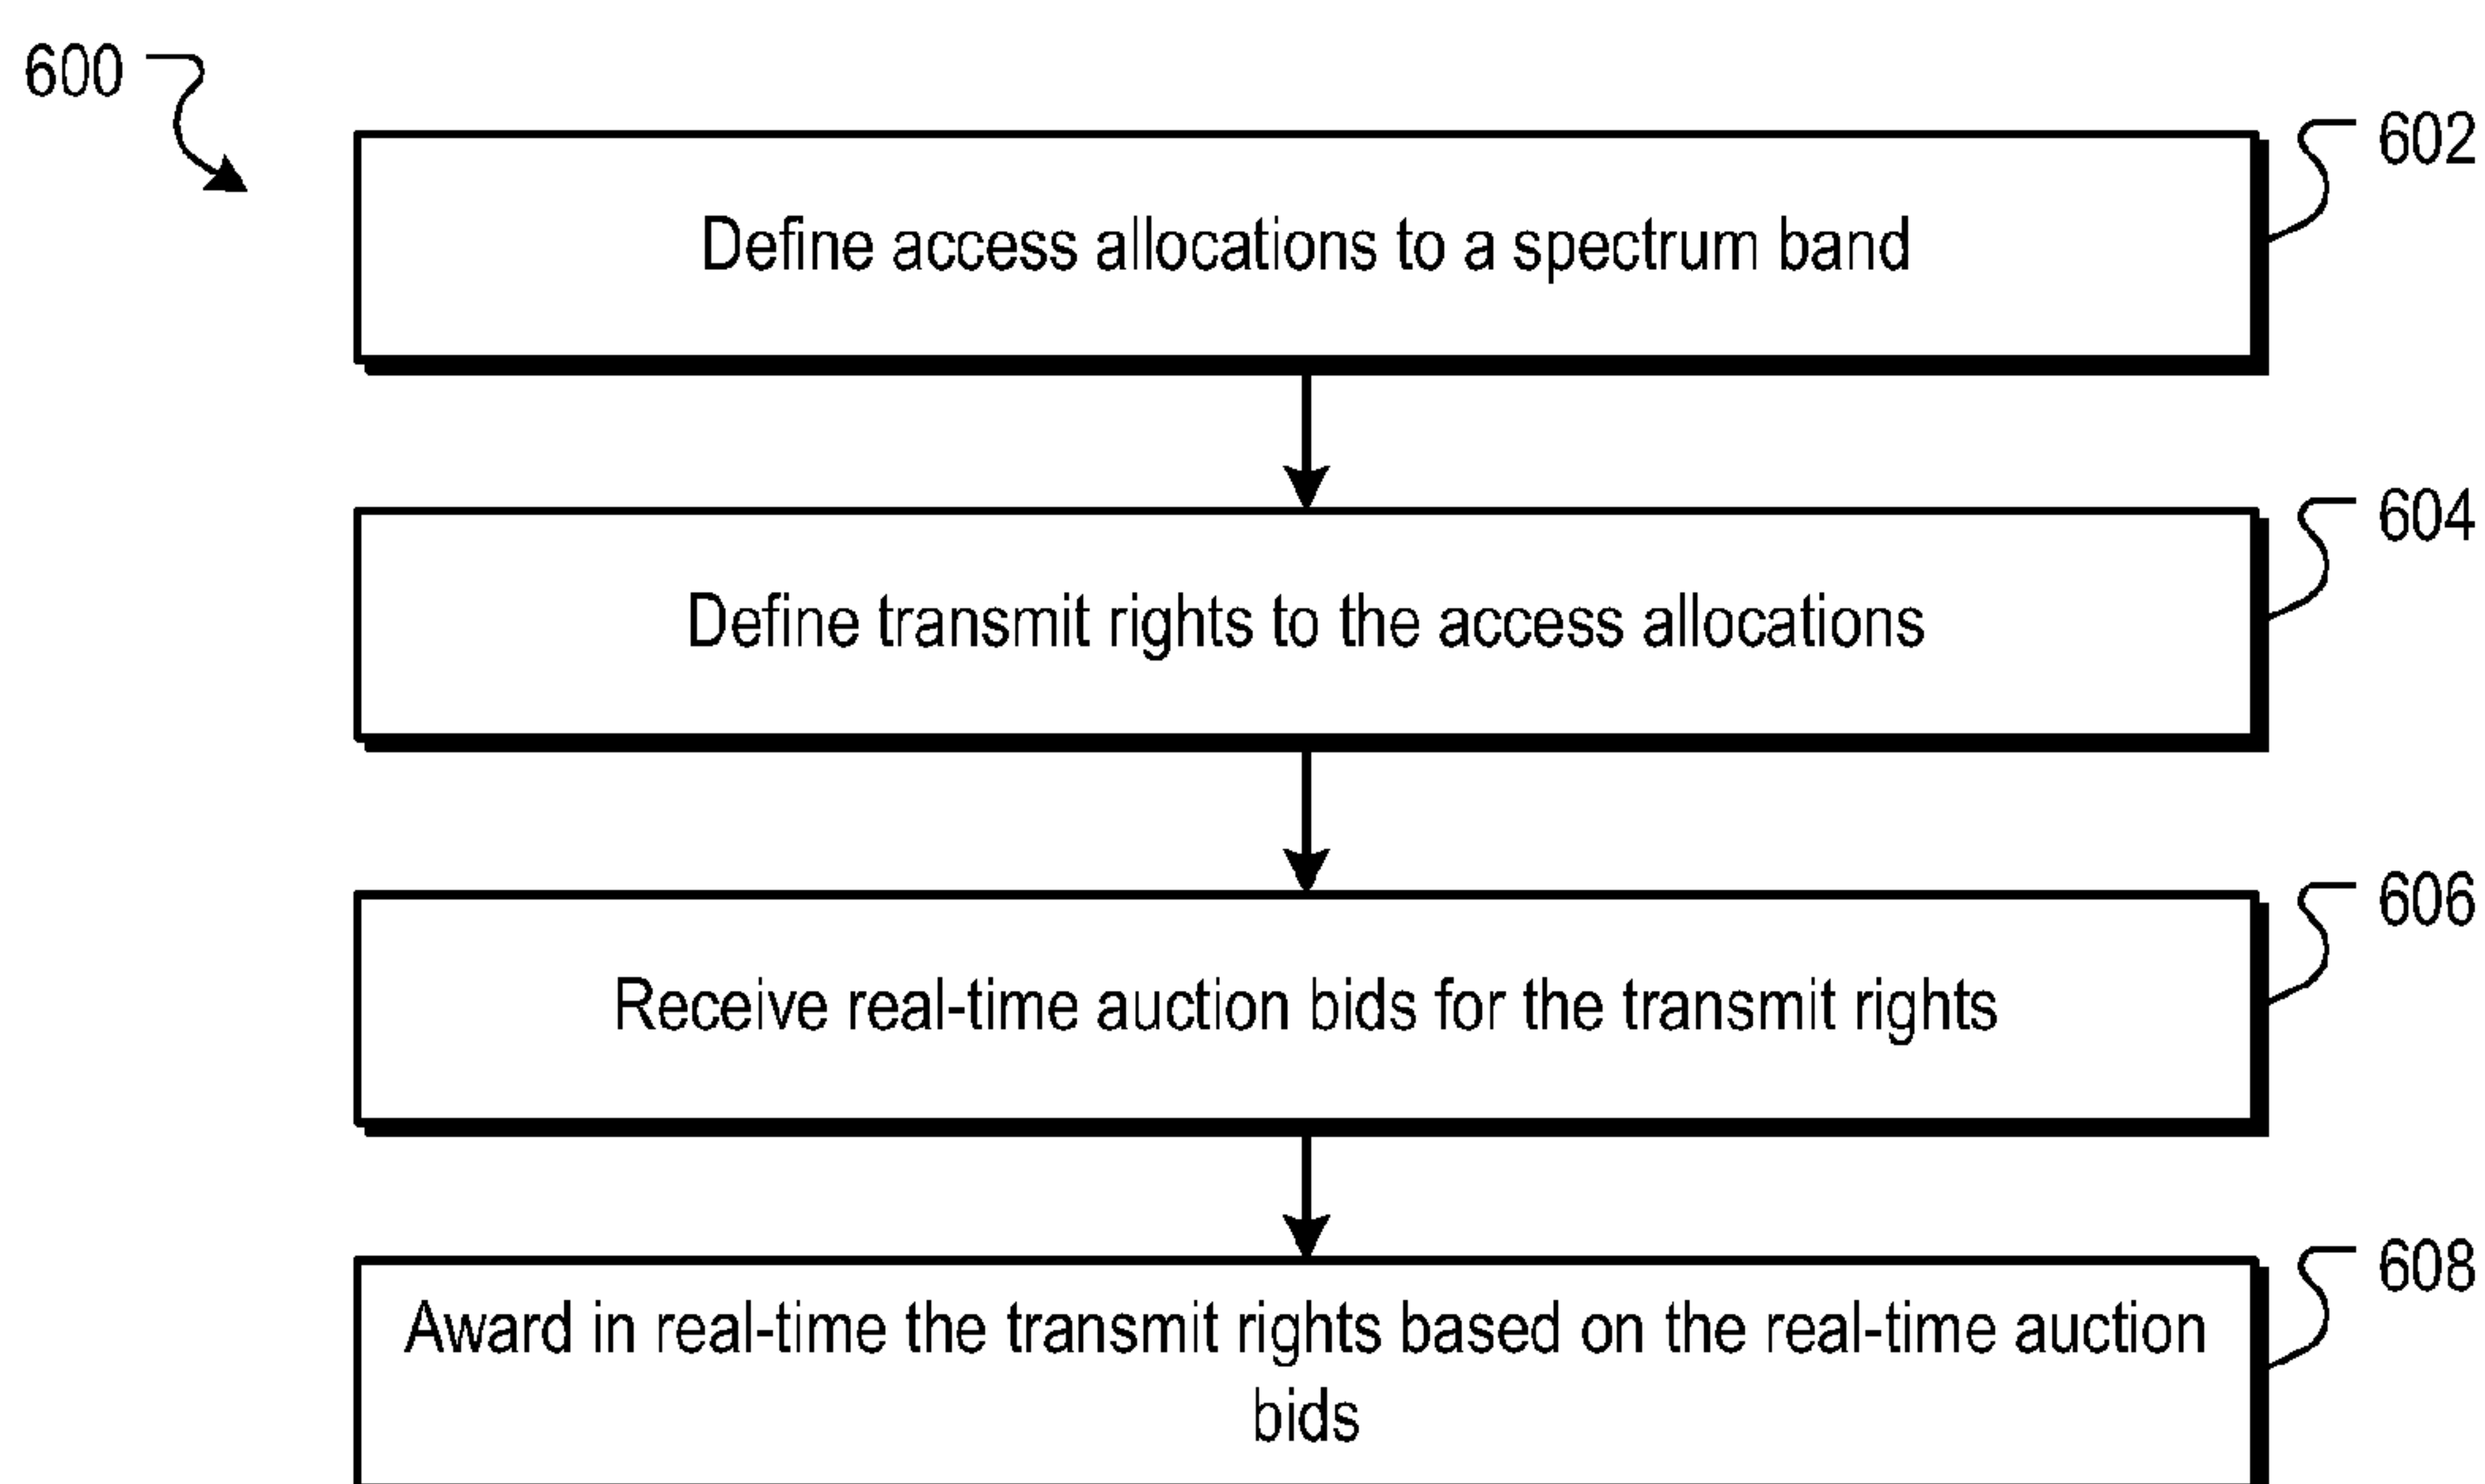 600
602
Define access allocations to a spectrum band
604
Define transmit rights to the access allocations
606
Receive real-time auction bids for the transmit rights
608
Award in real-time the transmit rights based on the real-time auction
bids